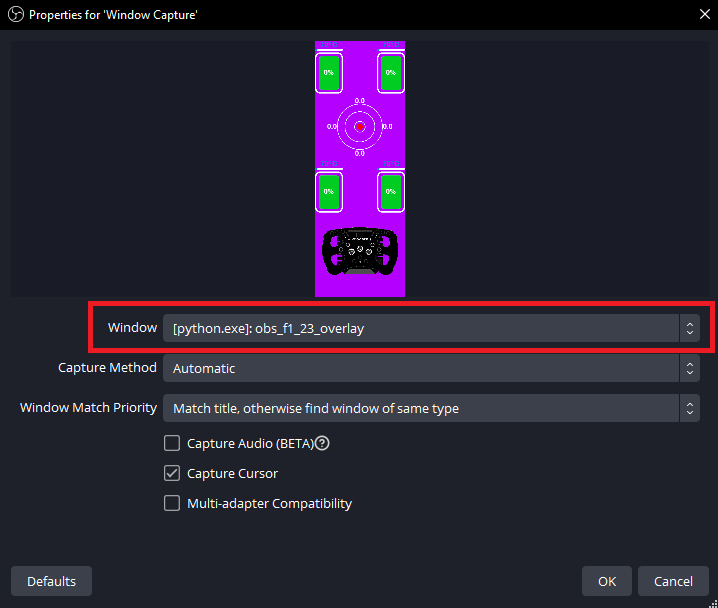 Properties for 'Window Capture'
0% 0%
0.0
0.0 0.0
0.0
0% 0%
Window [python.exe]: obs_f1_23_overlay
Capture Method Automatic
Window Match Priority Match title, otherwise find window of same type
Capture Audio (BETA)
Capture Cursor
Multi-adapter Compatibility
Defaults OK Cancel